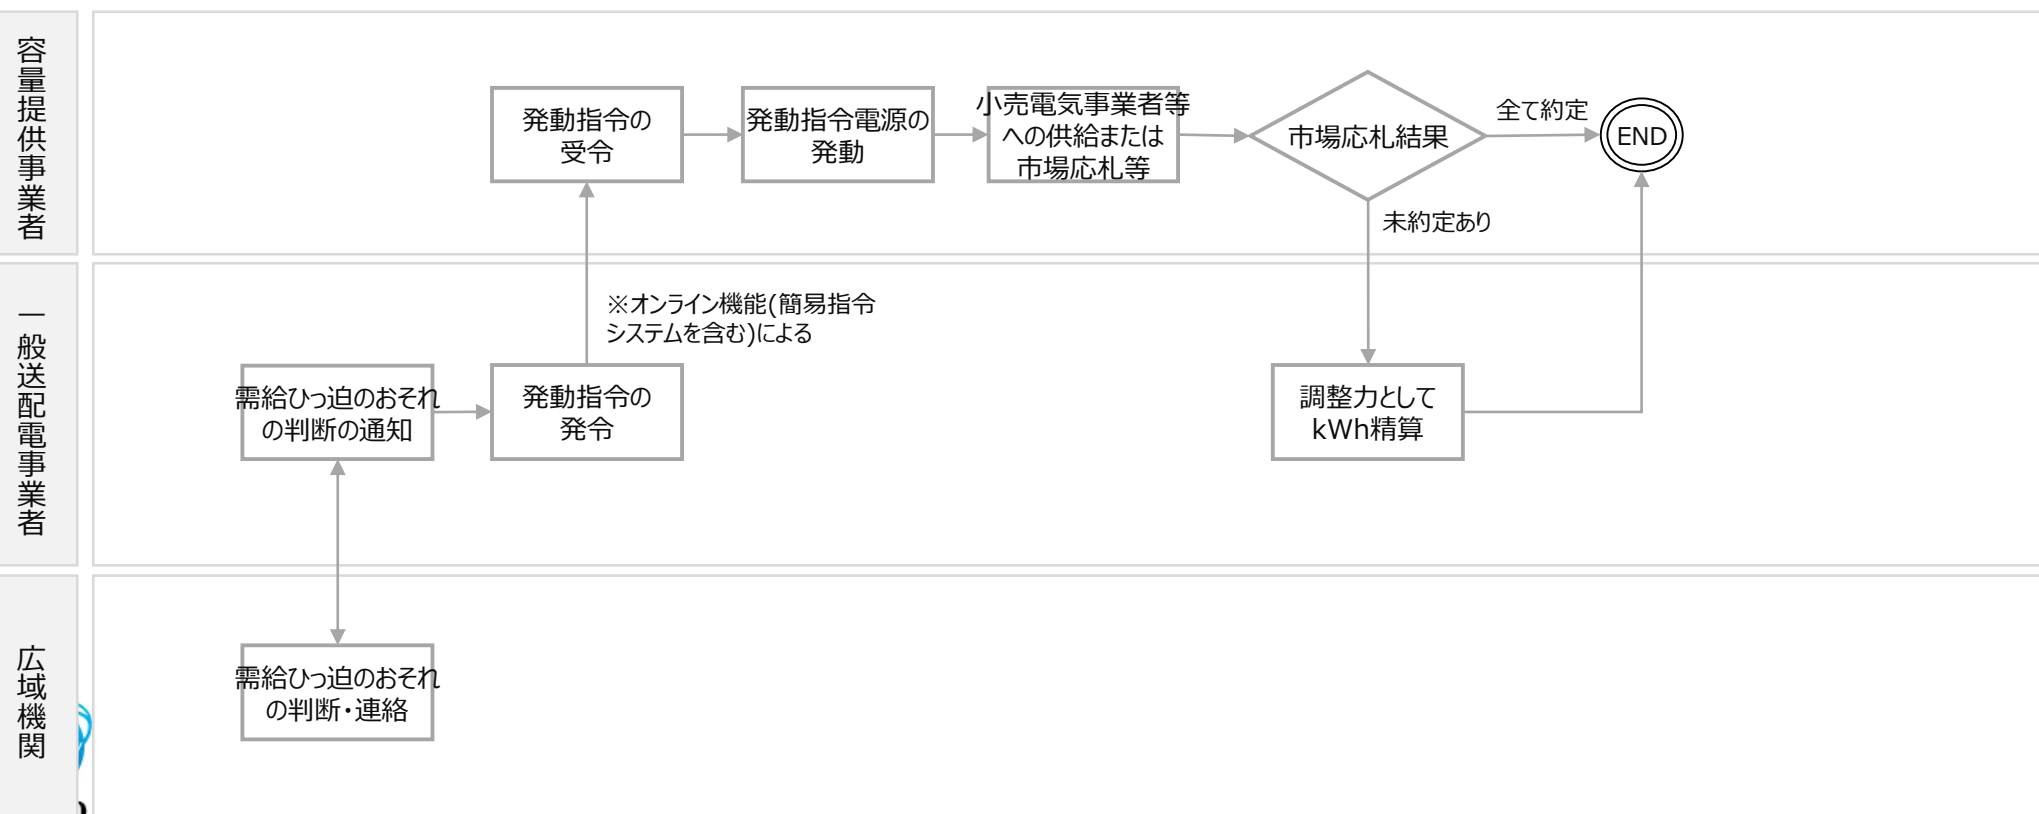 容量提供事業者
発動指令の
受令
発動指令電源の
発動
小売電気事業者等
への供給または
市場応札等
市場応札結果
全て約定
END
未約定あり
一般送配電事業者
※オンライン機能(簡易指令
システムを含む)による
需給ひっ迫のおそれ
の判断の通知
発動指令の
発令
調整力として
kWh精算
広域機関
需給ひっ迫のおそれ
の判断・連絡